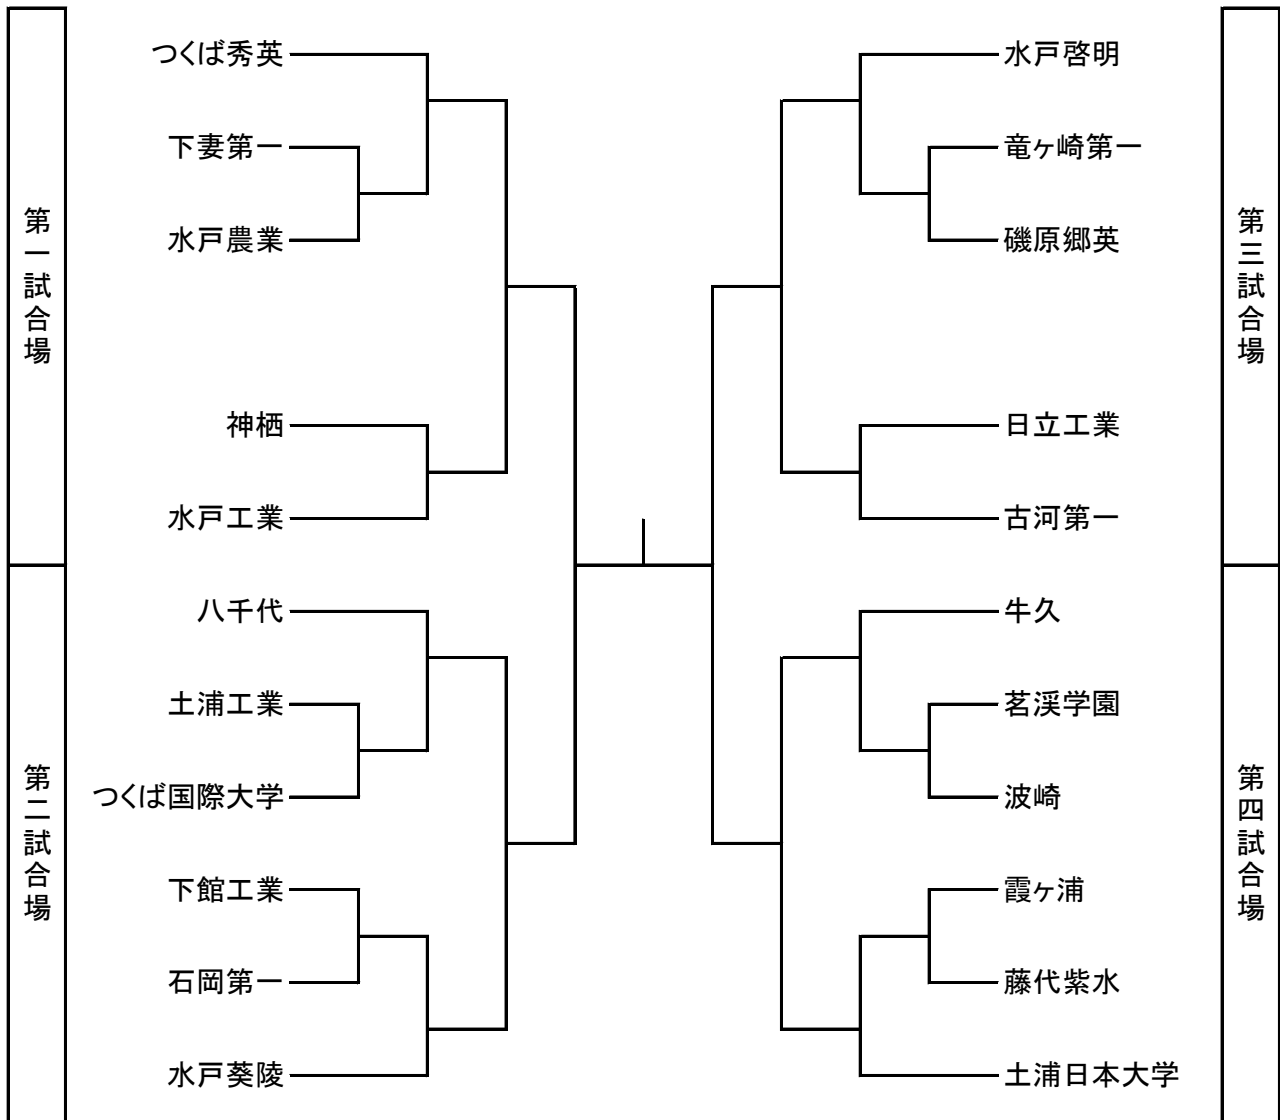 第一試合場
つくば秀英
下妻第一
水戸農業
神栖
水戸工業
第二試合場
八千代
土浦工業
つくば国際大学
下館工業
石岡第一
水戸葵陵
第三試合場
水戸啓明
竜ヶ崎第一
磯原郷英
日立工業
古河第一
第四試合場
牛久
茗渓学園
波崎
霞ヶ浦
藤代紫水
土浦日本大学